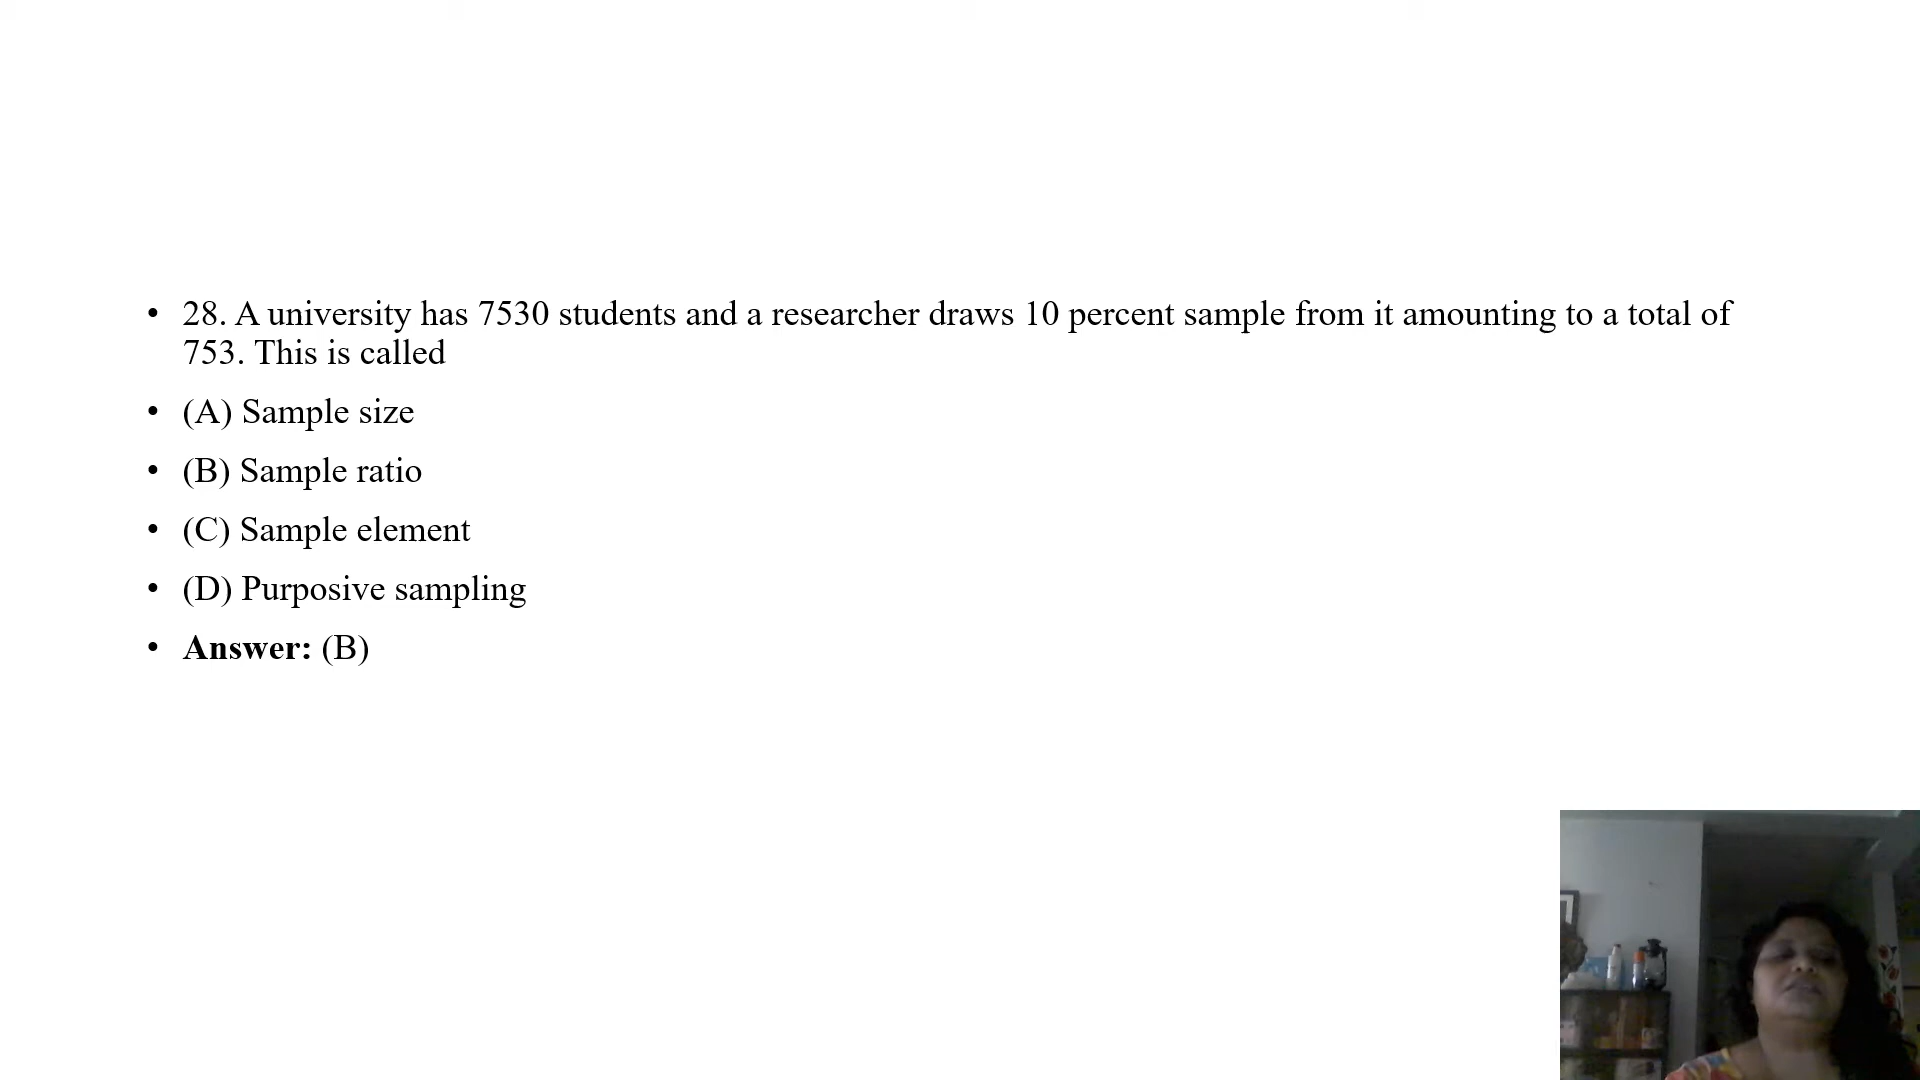 • 28. A university has 7530 students and a researcher draws 10 percent sample from it amounting to a total of
753. This is called
• (A) Sample size
• (B) Sample ratio
• (C) Sample element
• (D) Purposive sampling
• Answer: (B)